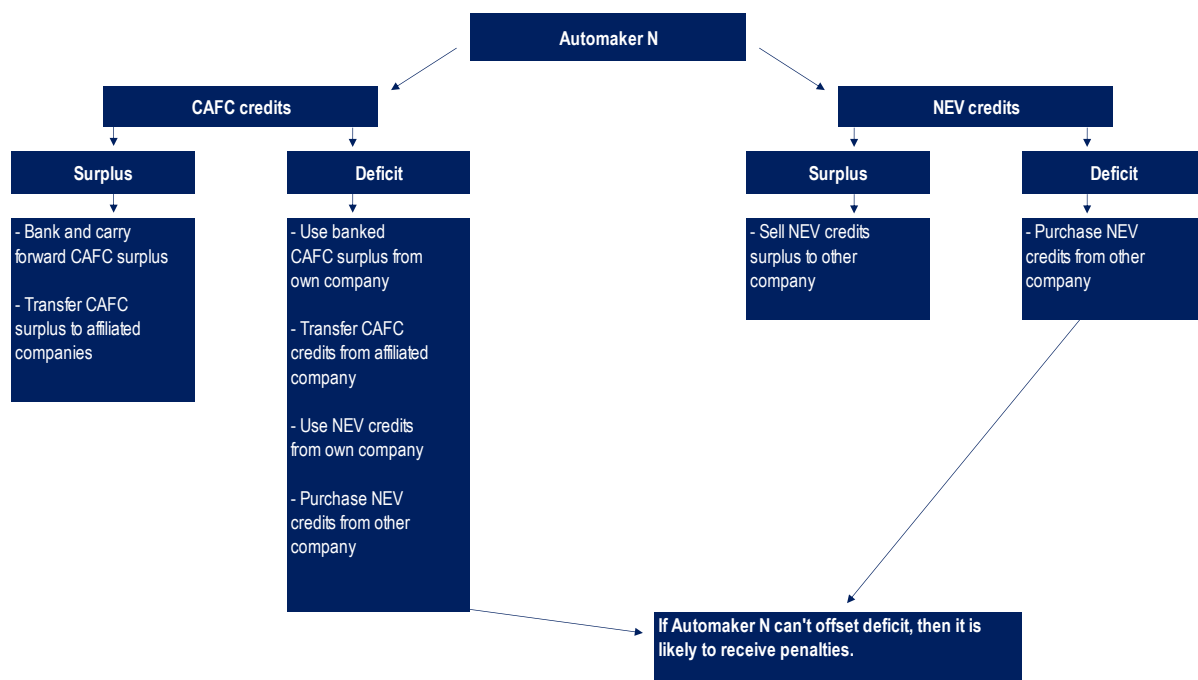 Automaker N
CAFC credits
NEV credits
Surplus
Deficit
Surplus
Deficit
- Bank and carry
forward CAFC surplus
- Transfer CAFC
surplus to affiliated
companies
- Use banked
CAFC surplus from
own company
- Transfer CAFC
credits from affiliated
company
- Use NEV credits
from own company
- Purchase NEV
credits from other
company
- Sell NEV credits
surplus to other
company
- Purchase NEV
credits from other
company
If Automaker N can't offset deficit, then it is
likely to receive penalties.